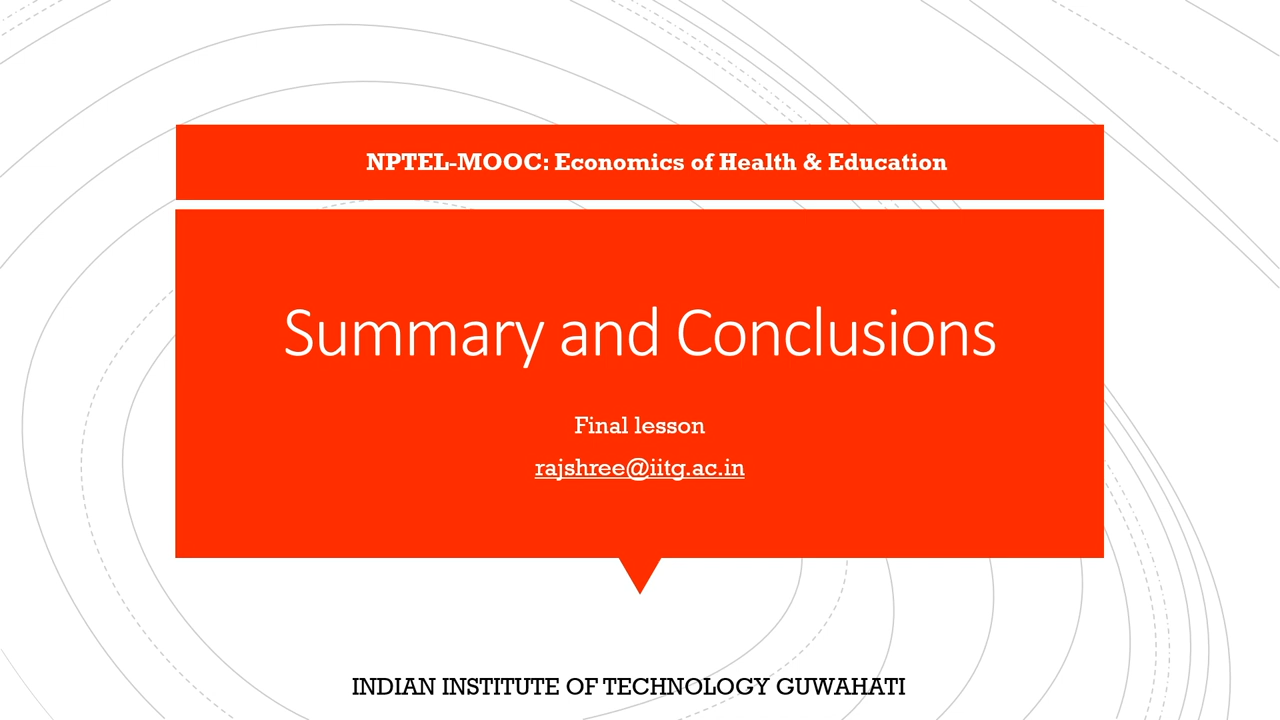 NPTEL-MOOC: Economics of Health & Education
Summary and Conclusions
Final lesson
rajshree@iitg.ac.in
INDIAN INSTITUTE OF TECHNOLOGY GUWAHATI